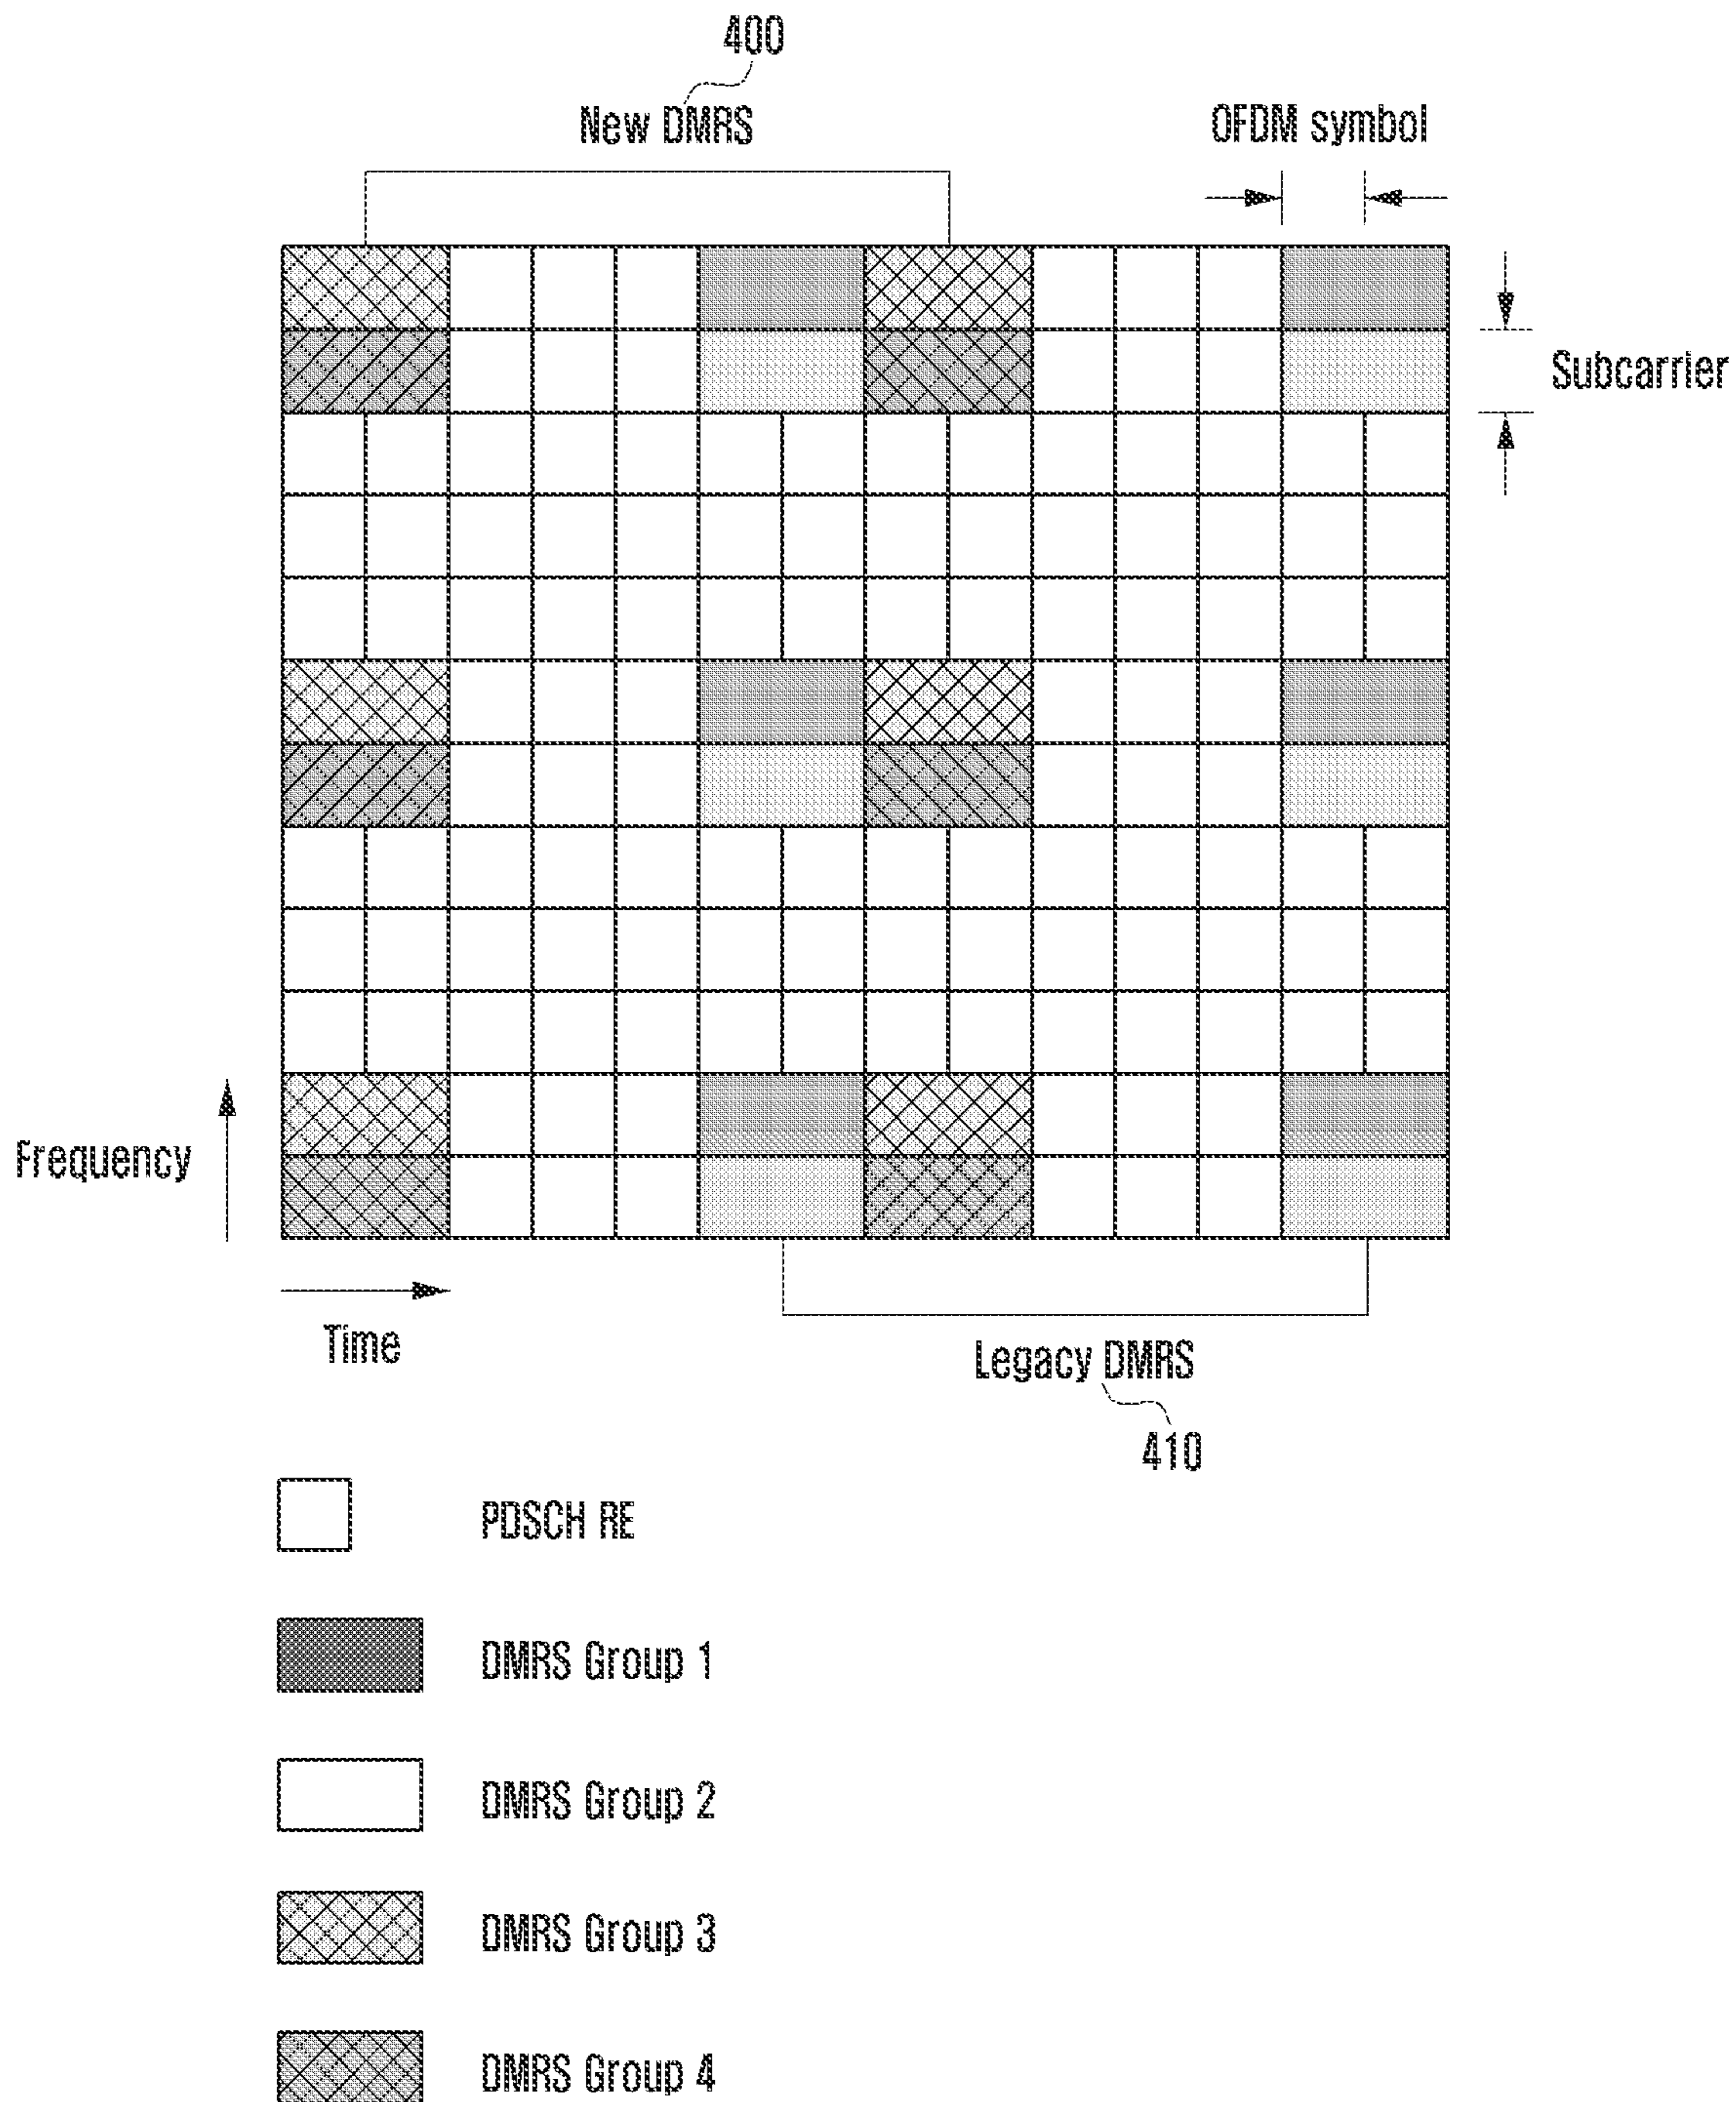 400
New DMRS
OFDM symbol
Subcarrier
Frequency
Time
Legacy DMRS
410
PDSCH RE
DMRS Group 1
DMRS Group 2
DMRS Group 3
DMRS Group 4